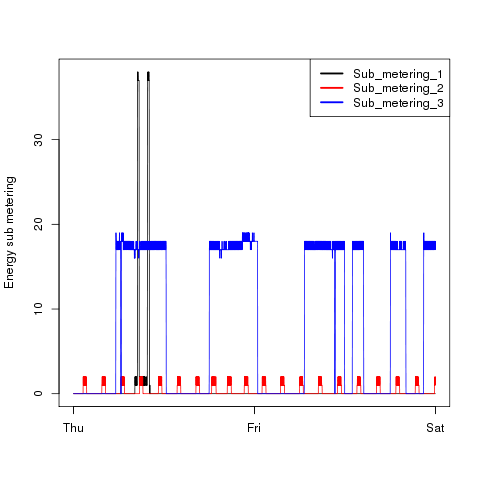 Sub_metering_1
Sub_metering_2
Sub_metering_3
Energy sub metering
30
20
10
0
Thu Fri Sat